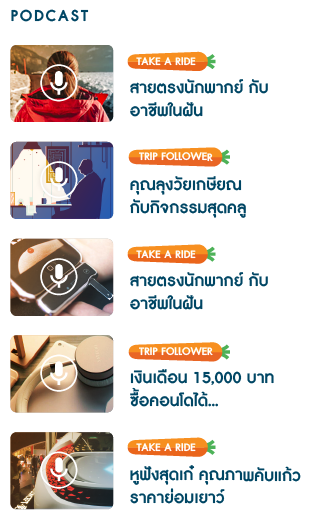 PODCAST
TAKE A RIDE
สายตรงนักพากย์ กับ
อาชีพในฝัน
TRIP FOLLOWER
คุณลุงวัยเกษียณ
กับกิจกรรมสุดคลู
TAKE A RIDE
สายตรงนักพากย์ กับ
อาชีพในฝัน
TRIP FOLLOWER
เงินเดือน 15,000 บาท
ซื้อคอนโดได้...
TAKE A RIDE
หูฟังสุดเก๋ คุณภาพคับแก้ว
ราคาย่อมเยาว์